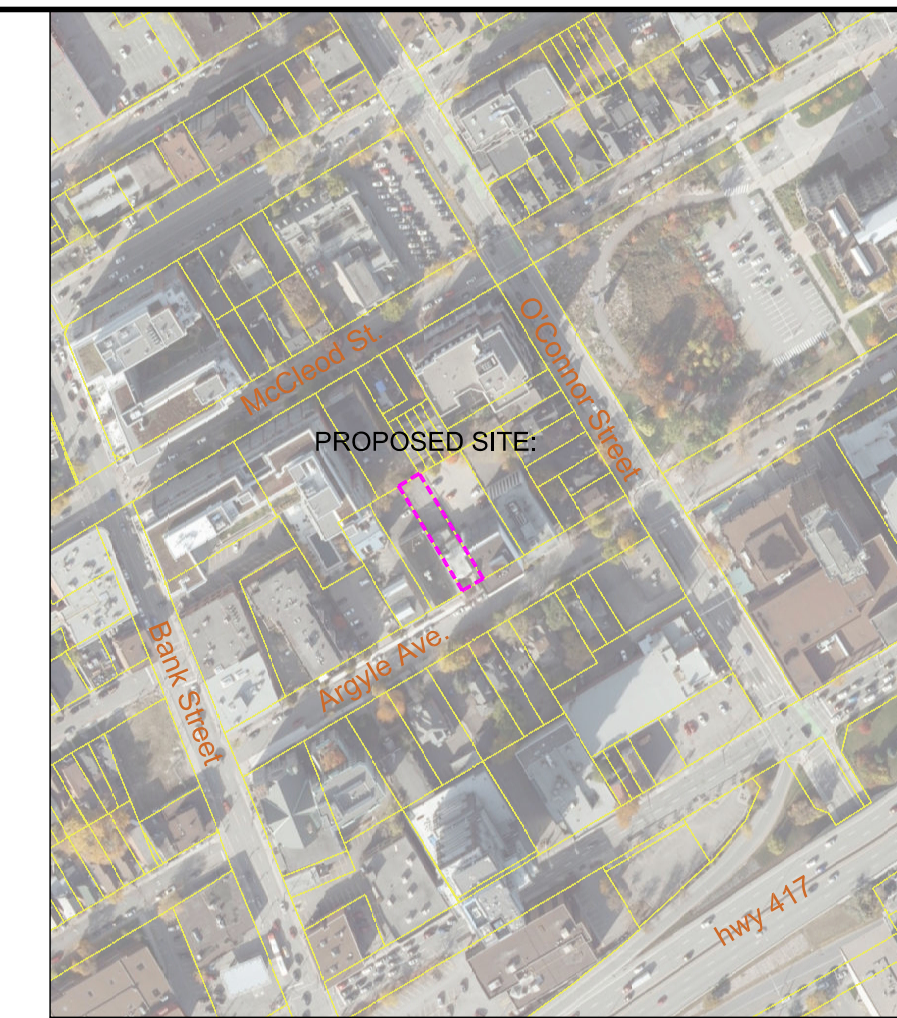 O'Connor Street
McCleod St.
PROPOSED SITE:
Argyle Ave.
Bank Street
hwy 417